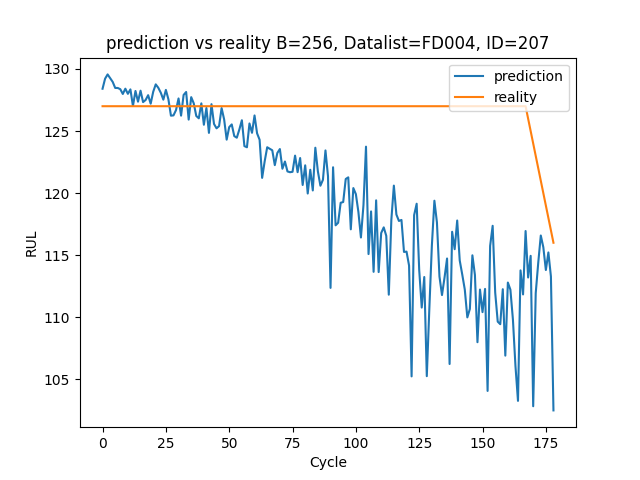 prediction vs reality B=256, Datalist=FD004, ID=207
prediction
reality
130
125
120
115
110
105
RUL
0 25 50 75 100 125 150 175
Cycle